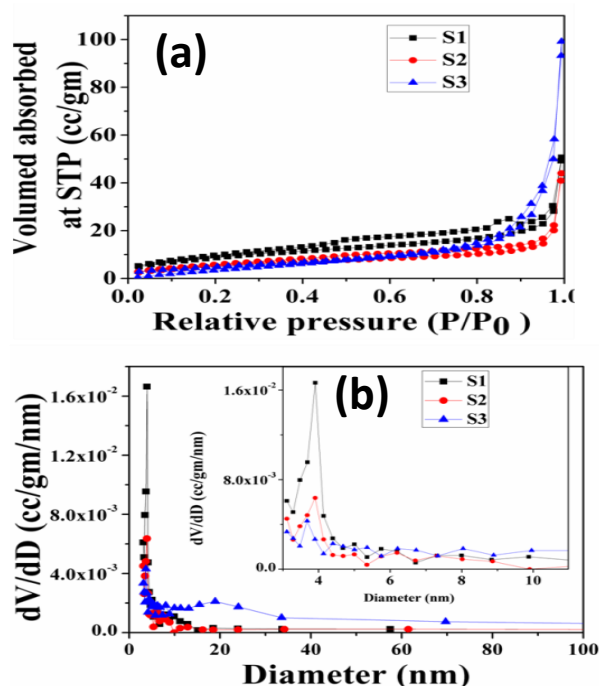 (a)
S1
S2
S3
Volumed absorbed
at STP (cc/gm)
100
80
60
40
20
0
0.0 0.2 0.4 0.6 0.8 1.0
Relative pressure (P/P0)
(b)
S1
S2
S3
dV/dD (cc/gm/nm)
1.6x10-2
1.2x10-2
8.0x10-3
4.0x10-3
0.0
dV/dD (cc/gm/nm)
1.6x10-2
8.0x10-3
0.0
4 6 8 10
Diameter (nm)
0 20 40 60 80 100
Diameter (nm)